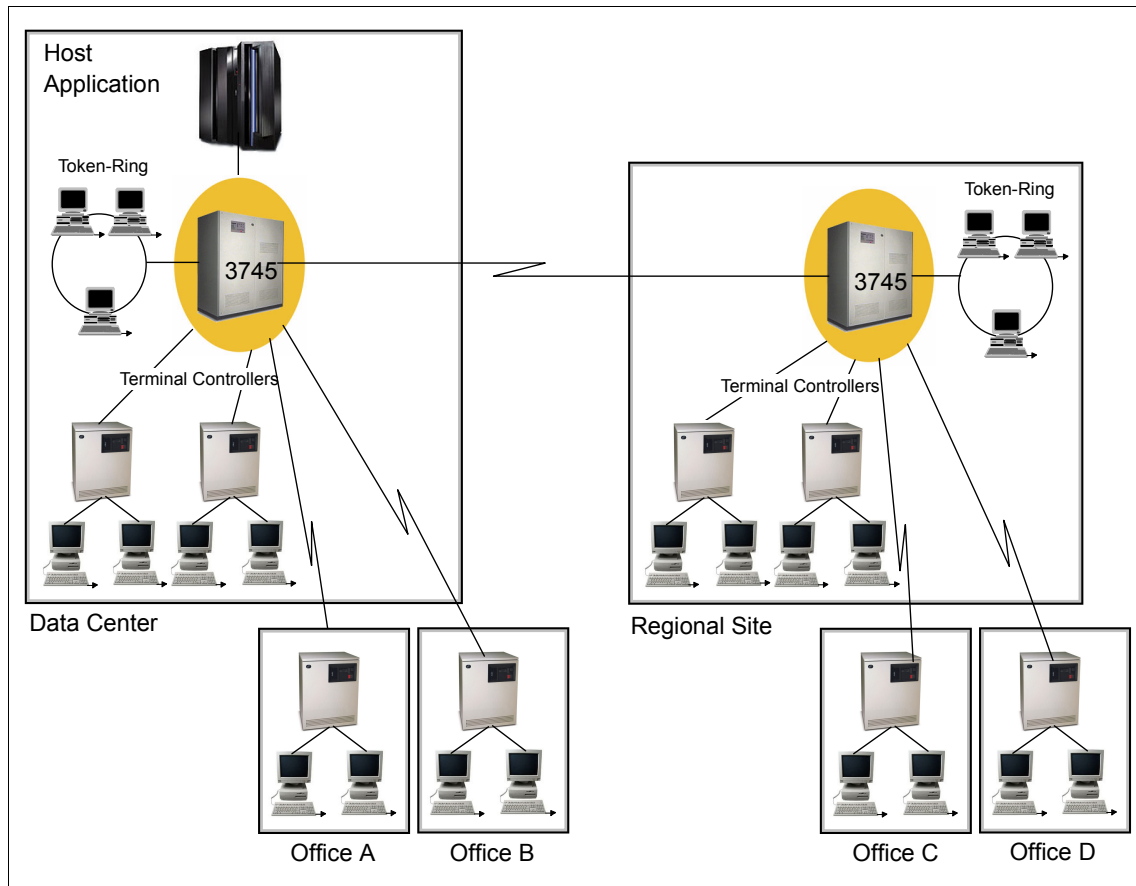 Host
Application
Token-Ring
3745
Terminal Controllers
Data Center
Token-Ring
3745
Terminal Controllers
Regional Site
Office A
Office B
Office C
Office D